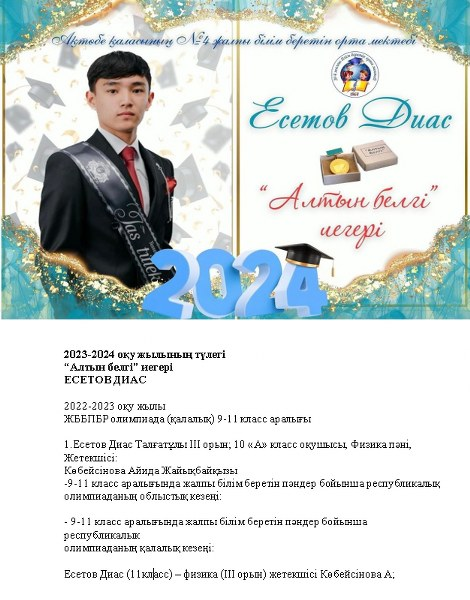 Ақтөбе қаласының №4 жалпы білім беретін орта мектебі
Есетов Диас
“Алтын белгі”
иегері
Jas túlek
2024
2023-2024 оқу жылының түлегі
“Алтын белгі” иегері
ЕСЕТОВ ДИАС
2022-2023 оқу жылы
ЖББПБР олимпиада (қалалық) 9-11 класс аралығы
1.Есетов Диас Талғатұлы III орын; 10 «А» класс оқушысы, Физика пәні,
Жетекшісі:
Көбейсінова Айида Жайықбайқызы
-9-11 класс аралығында жалпы білім беретін пәндер бойынша республикалық
олимпиаданың облыстық кезеңі:
- 9-11 класс аралығында жалпы білім беретін пәндер бойынша
республикалык
олимпиаданың қалалық кезеңі:
Есетов Диас (11класс) – физика (III орын) жетекшісі Көбейсінова А;